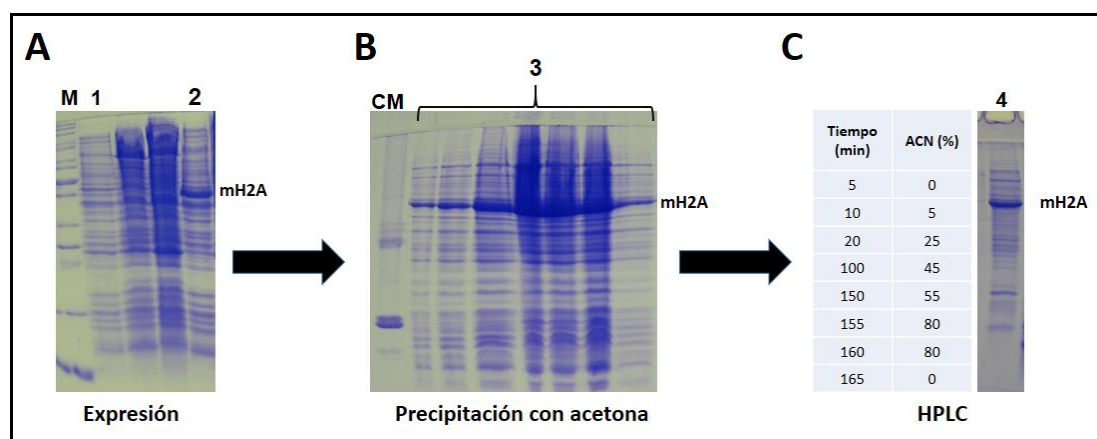 A
B
C
3
M 1 2
CM
4
mH2A
mH2A
mH2A
Tiempo (min) ACN (%)
5 0
10 5
20 25
100 45
150 55
155 80
160 80
165 0
Expresión
Precipitación con acetona
HPLC